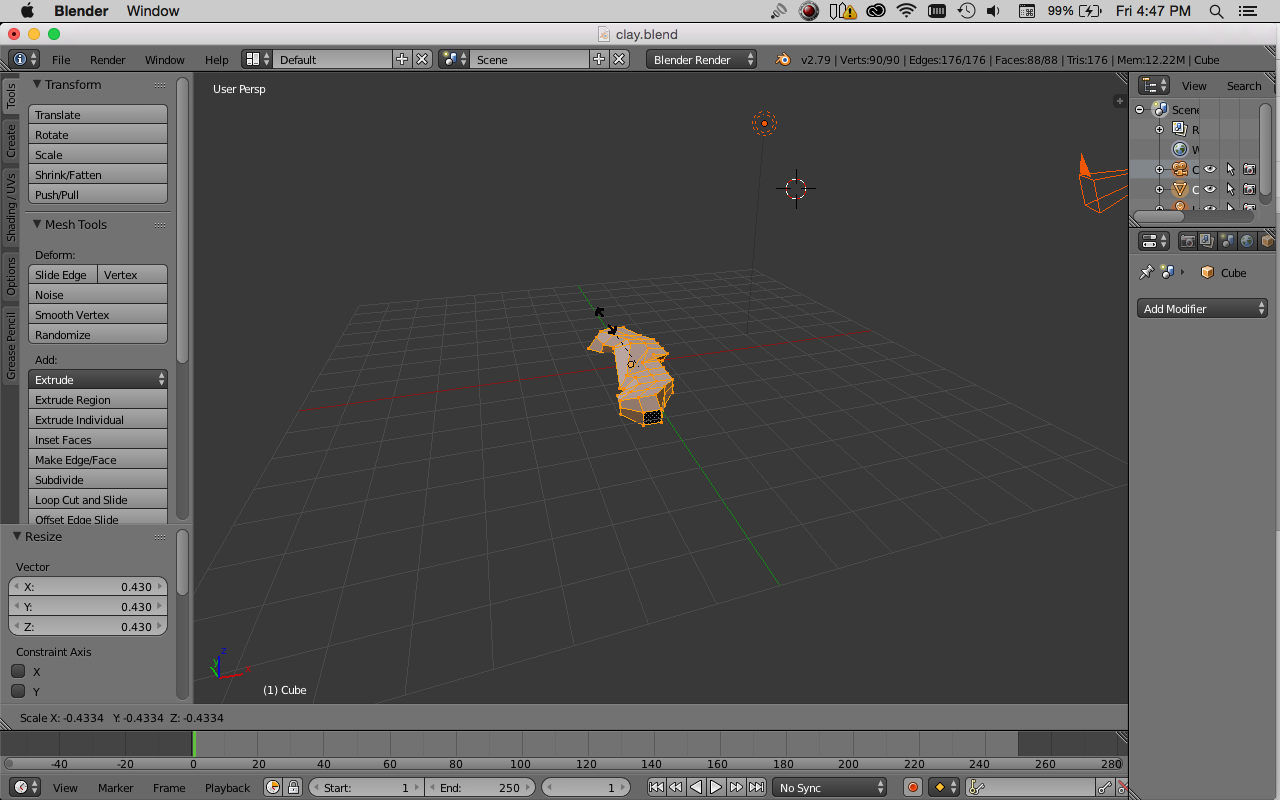 Blender Window 99% Fri 4:47 PM
clay.blend
File Render Window Help Default Scene Blender Render v2.79 | Verts:90/90 | Edges:176/176 | Faces:88/88 | Tris:176 | Mem:12.22M | Cube
Tools
Create
Shading / UVs
Options
Grease Pencil
Transform
Translate
Rotate
Scale
Shrink/Fatten
Push/Pull
Mesh Tools
Deform:
Slide Edge Vertex
Noise
Smooth Vertex
Randomize
Add:
Extrude
Extrude Region
Extrude Individual
Inset Faces
Make Edge/Face
Subdivide
Loop Cut and Slide
Offset Edge Slide
Resize
Vector
X: 0.430
Y: 0.430
Z: 0.430
Constraint Axis
X
Y
User Persp
z
(1) Cube
View Search
Scene
R
W
C
C
Cube
Add Modifier
Scale X: -0.4334 Y: -0.4334 Z: -0.4334
-40 -20 0 20 40 60 80 100 120 140 160 180 200 220 240 260 280
View Marker Frame Playback Start: 1 End: 250 1 No Sync